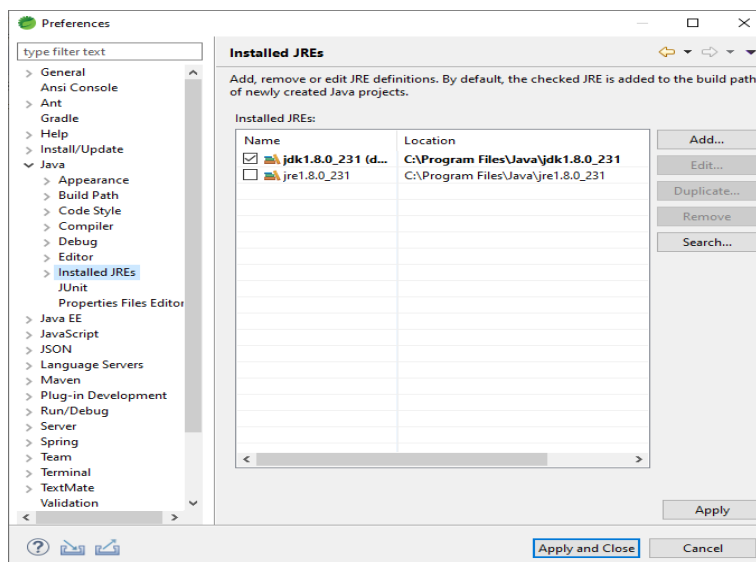 Preferences
type filter text
General
Ansi Console
Ant
Gradle
Help
Install/Update
Java
Appearance
Build Path
Code Style
Compiler
Debug
Editor
Installed JREs
JUnit
Properties Files Editor
Java EE
JavaScript
JSON
Language Servers
Maven
Plug-in Development
Run/Debug
Server
Spring
Team
Terminal
TextMate
Validation
Installed JREs
Add, remove or edit JRE definitions. By default, the checked JRE is added to the build path
of newly created Java projects.
Installed JREs:
Name Location
jdk1.8.0_231 (d... C:\Program Files\Java\jdk1.8.0_231
jre1.8.0_231 C:\Program Files\Java\jre1.8.0_231
Add...
Edit...
Duplicate...
Remove
Search...
Apply
Apply and Close Cancel